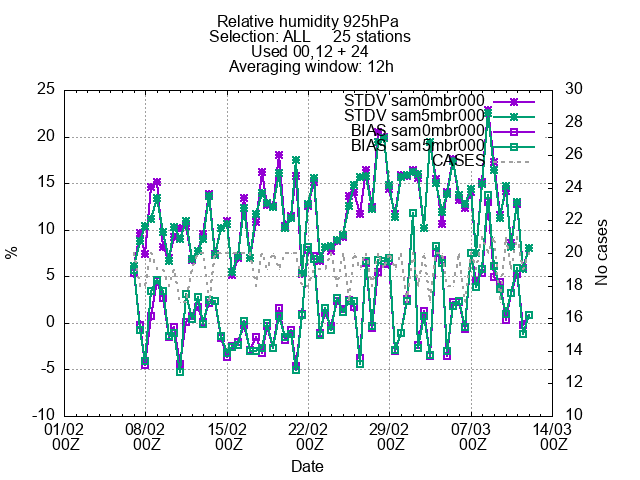 Relative humidity 925hPa
Selection: ALL 25 stations
Used 00,12 + 24
Averaging window: 12h
STDV sam0mbr000
STDV sam5mbr000
BIAS sam0mbr000
BIAS sam5mbr000
CASES
25
20
15
10
5
0
-5
-10
%
30
28
26
24
22
20
18
16
14
12
10
No cases
01/02 08/02 15/02 22/02 29/02 07/03 14/03
00Z 00Z 00Z 00Z 00Z 00Z 00Z
Date